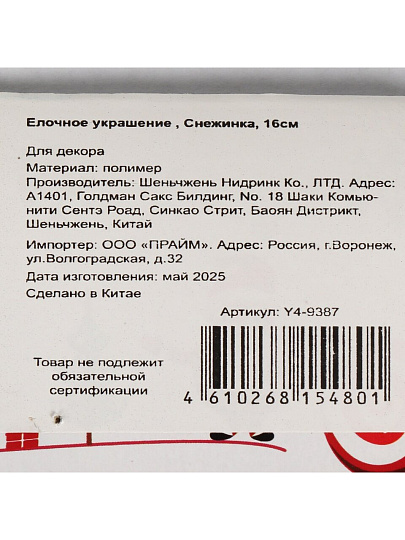 Елочное украшение , Снежинка, 16см
Для декора
Материал: полимер
Производитель: Шеньчжень Нидринк Ко., ЛТД. Адрес:
А1401, Голдман Сакс Билдинг, No. 18 Шаки Комью-
нити Сентэ Роад, Синкао Стрит, Баоян Дистрикт,
Шеньчжень, Китай
Импортер: ООО «ПРАЙМ». Адрес: Россия, г.Воронеж,
ул.Волгоградская, д.32
Дата изготовления: май 2025
Сделано в Китае
Артикул: Y4-9387
Товар не подлежит
обязательной
сертификации
4 610268 154801